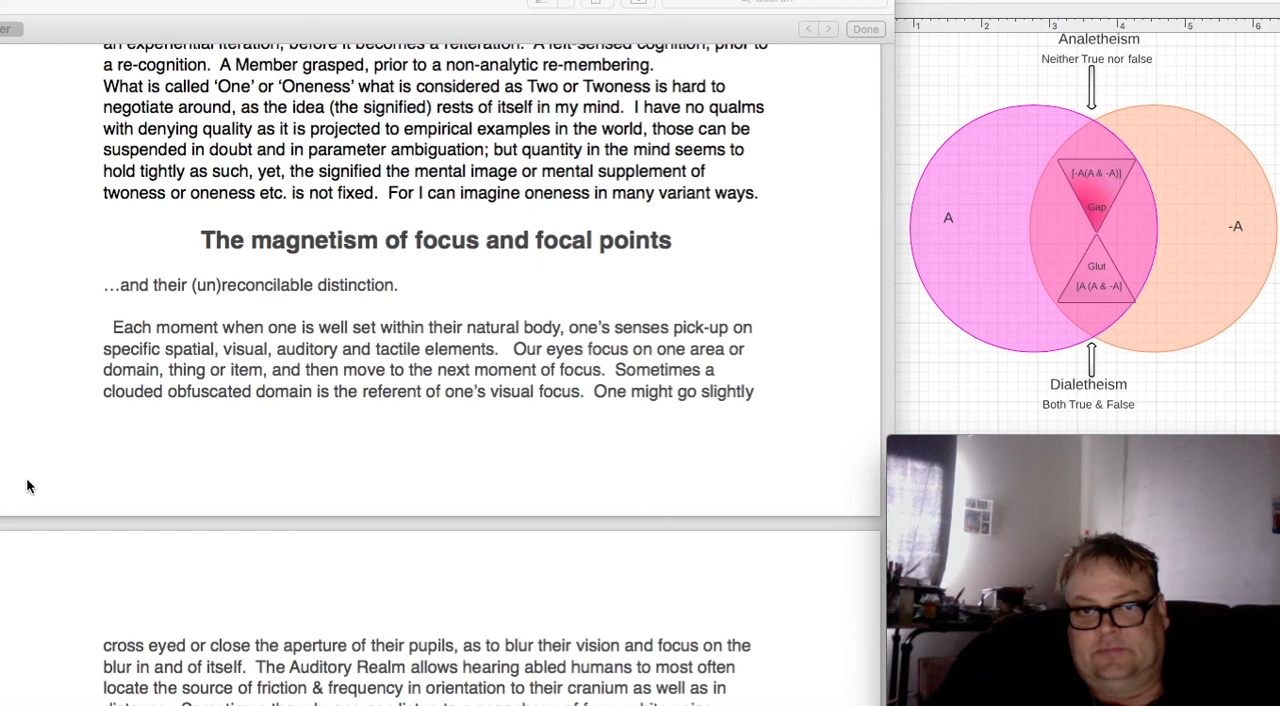 er
Search
Done
an experiential iteration, before it becomes a reiteration. A felt-sensed cognition, prior to
a re-cognition. A Member grasped, prior to a non-analytic re-membering.
What is called ‘One’ or ‘Oneness’ what is considered as Two or Twoness is hard to
negotiate around, as the idea (the signified) rests of itself in my mind. I have no qualms
with denying quality as it is projected to empirical examples in the world, those can be
suspended in doubt and in parameter ambiguation; but quantity in the mind seems to
hold tightly as such, yet, the signified the mental image or mental supplement of
twoness or oneness etc. is not fixed. For I can imagine oneness in many variant ways.
The magnetism of focus and focal points
…and their (un)reconcilable distinction.
Each moment when one is well set within their natural body, one’s senses pick-up on
specific spatial, visual, auditory and tactile elements. Our eyes focus on one area or
domain, thing or item, and then move to the next moment of focus. Sometimes a
clouded obfuscated domain is the referent of one’s visual focus. One might go slightly
cross eyed or close the aperture of their pupils, as to blur their vision and focus on the
blur in and of itself. The Auditory Realm allows hearing abled humans to most often
locate the source of friction & frequency in orientation to their cranium as well as in
1 2 3 4 5 6
Analetheism
Neither True nor false
[-A(A & -A)]
Gap
A
-A
Glut
[A (A & -A]
Dialetheism
Both True & False